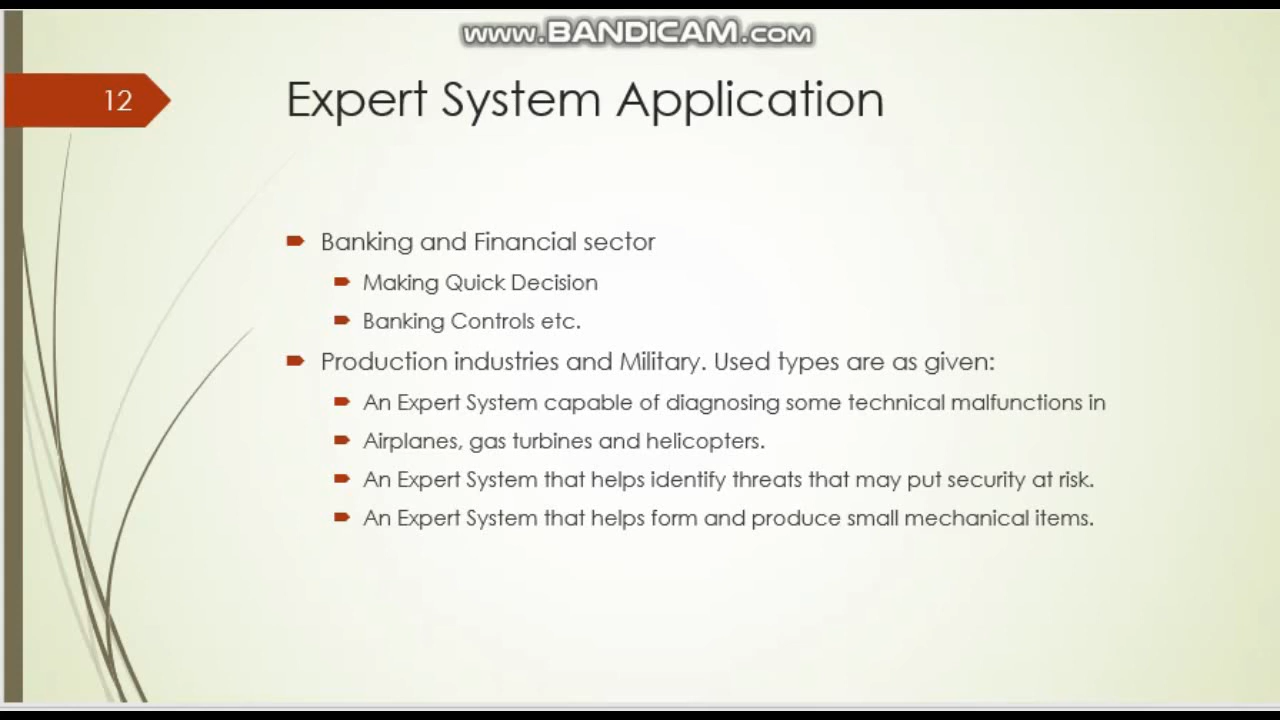 www.BANDICAM.com
12
Expert System Application
Banking and Financial sector
Making Quick Decision
Banking Controls etc.
Production industries and Military. Used types are as given:
An Expert System capable of diagnosing some technical malfunctions in
Airplanes, gas turbines and helicopters.
An Expert System that helps identify threats that may put security at risk.
An Expert System that helps form and produce small mechanical items.